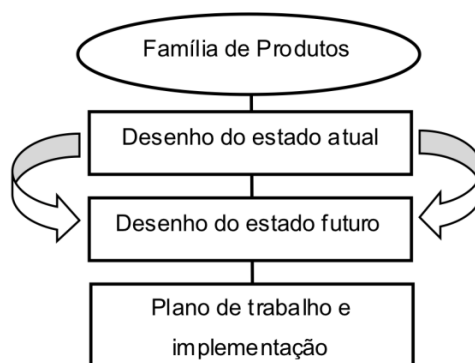 Família de Produtos
Desenho do estado atual
Desenho do estado futuro
Plano de trabalho e
implementação